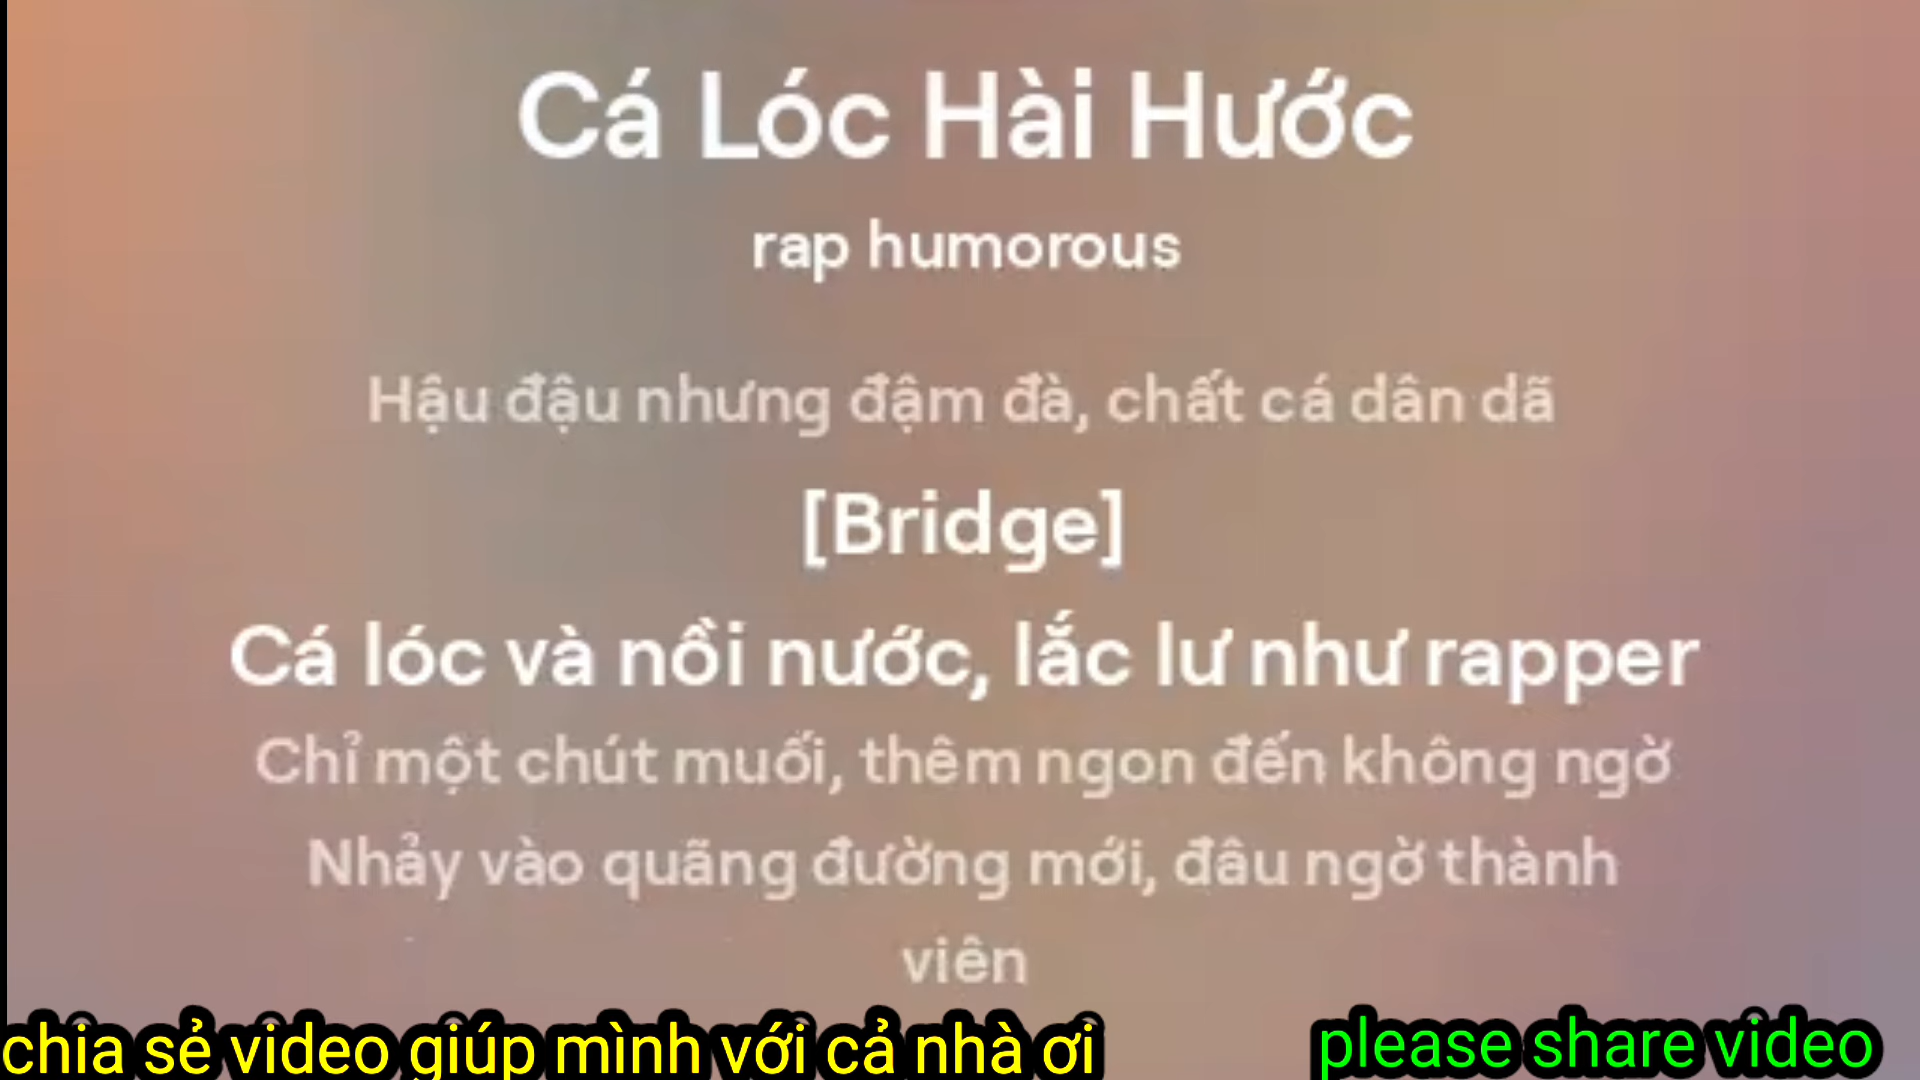 Cá Lóc Hài Hước
rap humorous
Hậu đậu nhưng đậm đà, chất cá dân dã
[Bridge]
Cá lóc và nồi nước, lắc lư như rapper
Chỉ một chút muối, thêm ngon đến không ngờ
Nhảy vào quãng đường mới, đâu ngờ thành
viên
chia sẻ video giúp mình với cả nhà ơi
please share video